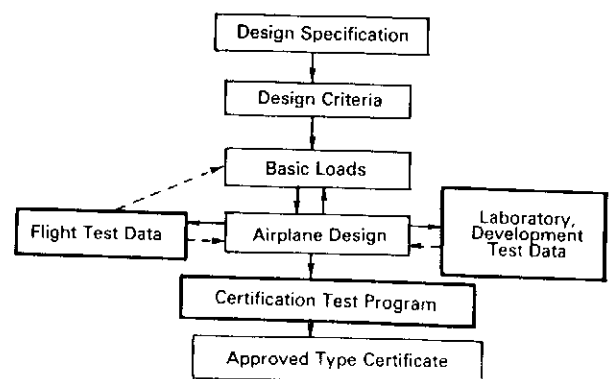 Design Specification
Design Criteria
Basic Loads
Flight Test Data
Airplane Design
Laboratory,
Development
Test Data
Certification Test Program
Approved Type Certificate